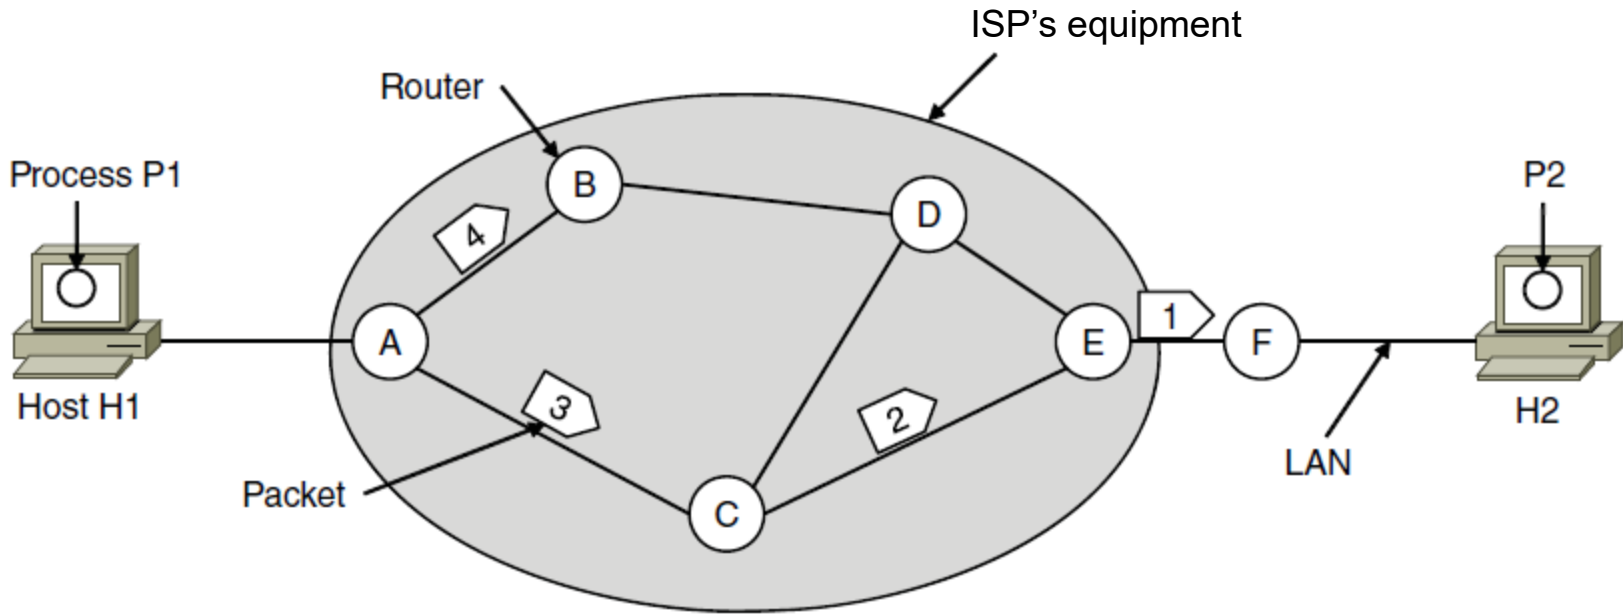 ISP's equipment
Router
Process P1
P2
B
D
4
1
A
E
F
3
2
Host H1
H2
LAN
Packet
C